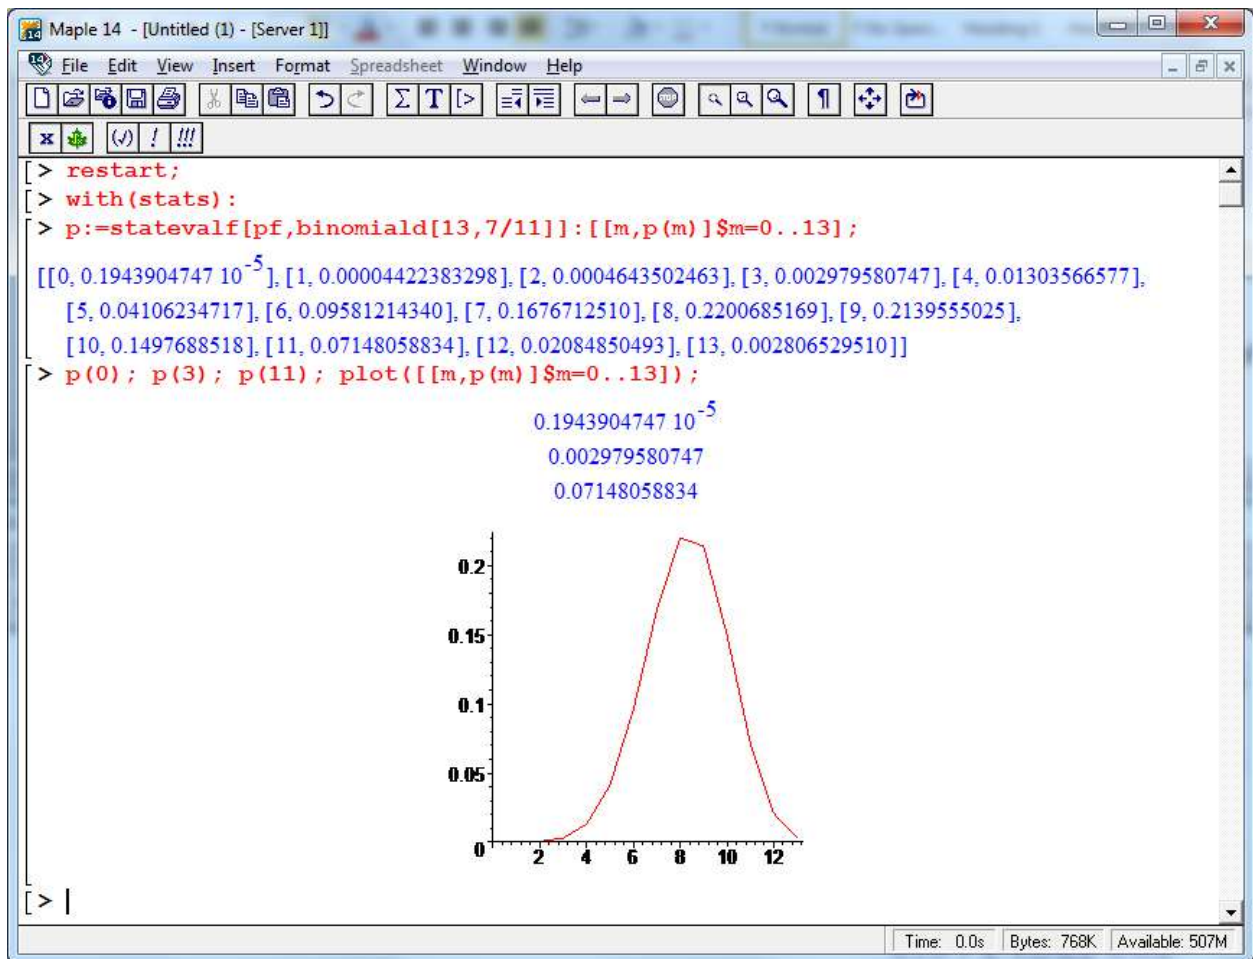 Maple 14 - [Untitled (1) - [Server 1]]
File Edit View Insert Format Spreadsheet Window Help
[> restart;
[> with(stats):
[> p:=statevalf[pf,binomiald[13,7/11]]:[[m,p(m)]$m=0..13];
[[0, 0.1943904747 10^-5], [1, 0.00004422383298], [2, 0.0004643502463], [3, 0.002979580747], [4, 0.01303566577],
[5, 0.04106234717], [6, 0.09581214340], [7, 0.1676712510], [8, 0.2200685169], [9, 0.2139555025],
[10, 0.1497688518], [11, 0.07148058834], [12, 0.02084850493], [13, 0.002806529510]]
[> p(0); p(3); p(11); plot([[m,p(m)]$m=0..13]);
0.1943904747 10^-5
0.002979580747
0.07148058834
0.2
0.15
0.1
0.05
0 2 4 6 8 10 12
[>
Time: 0.0s Bytes: 768K Available: 507M